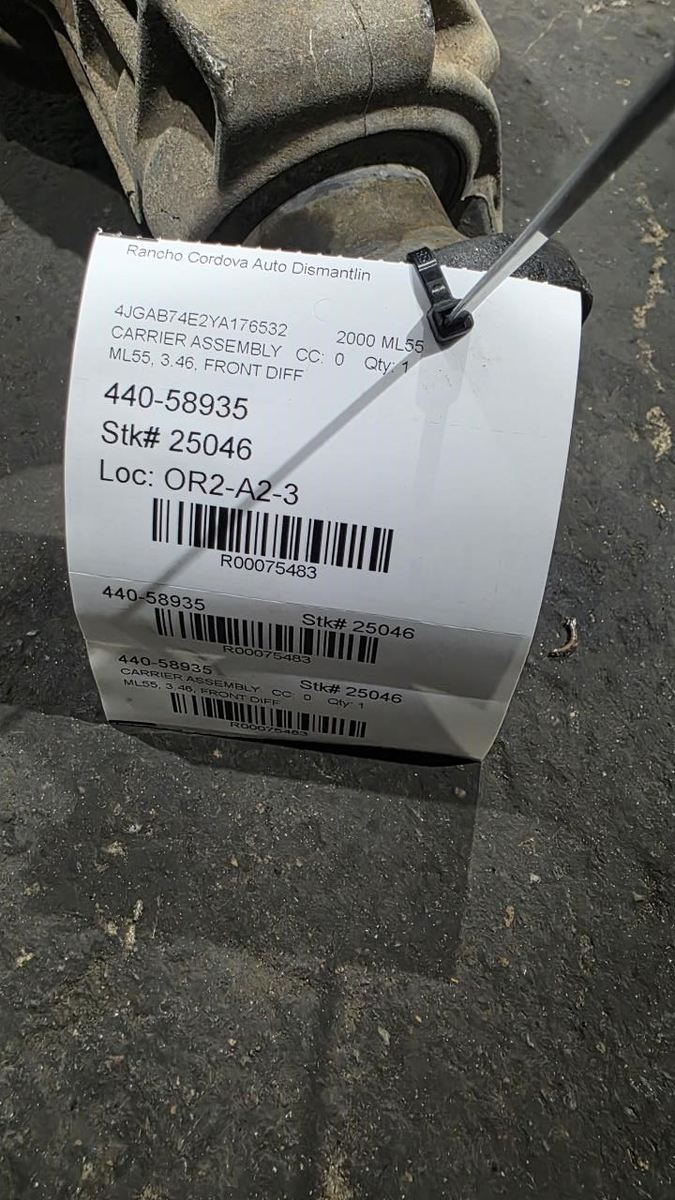 Rancho Cordova Auto Dismantlin
4JGAB74E2YA176532 2000 ML55
CARRIER ASSEMBLY CC: 0 Qty: 1
ML55, 3.46, FRONT DIFF
440-58935
Stk# 25046
Loc: OR2-A2-3
R00075483
440-58935 Stk# 25046
R00075483
440-58935 Stk# 25046
CARRIER ASSEMBLY CC: 0 Qty: 1
ML55, 3.46, FRONT DIFF
R00075483